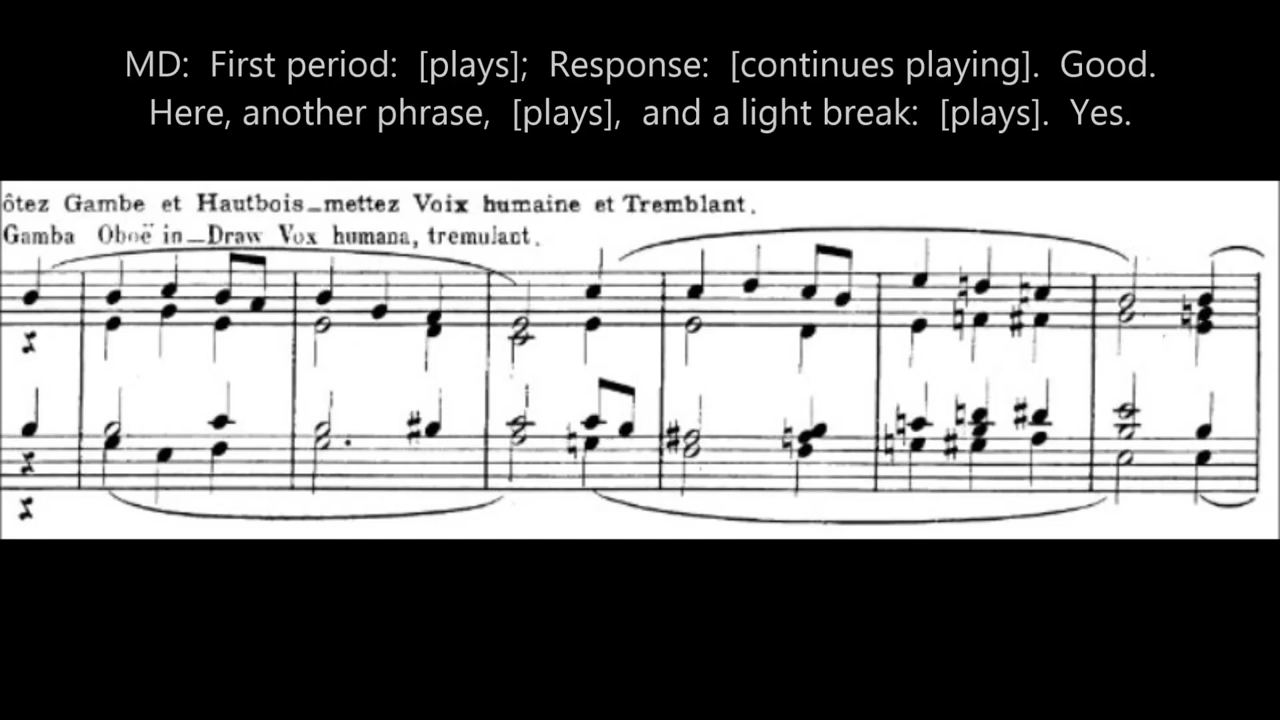 MD: First period: [plays]; Response: [continues playing]. Good.
Here, another phrase, [plays], and a light break: [plays]. Yes.
ôtez Gambe et Hautbois_mettez Voix humaine et Tremblant.
Gamba Oboë in_Draw Vox humana, tremulant.